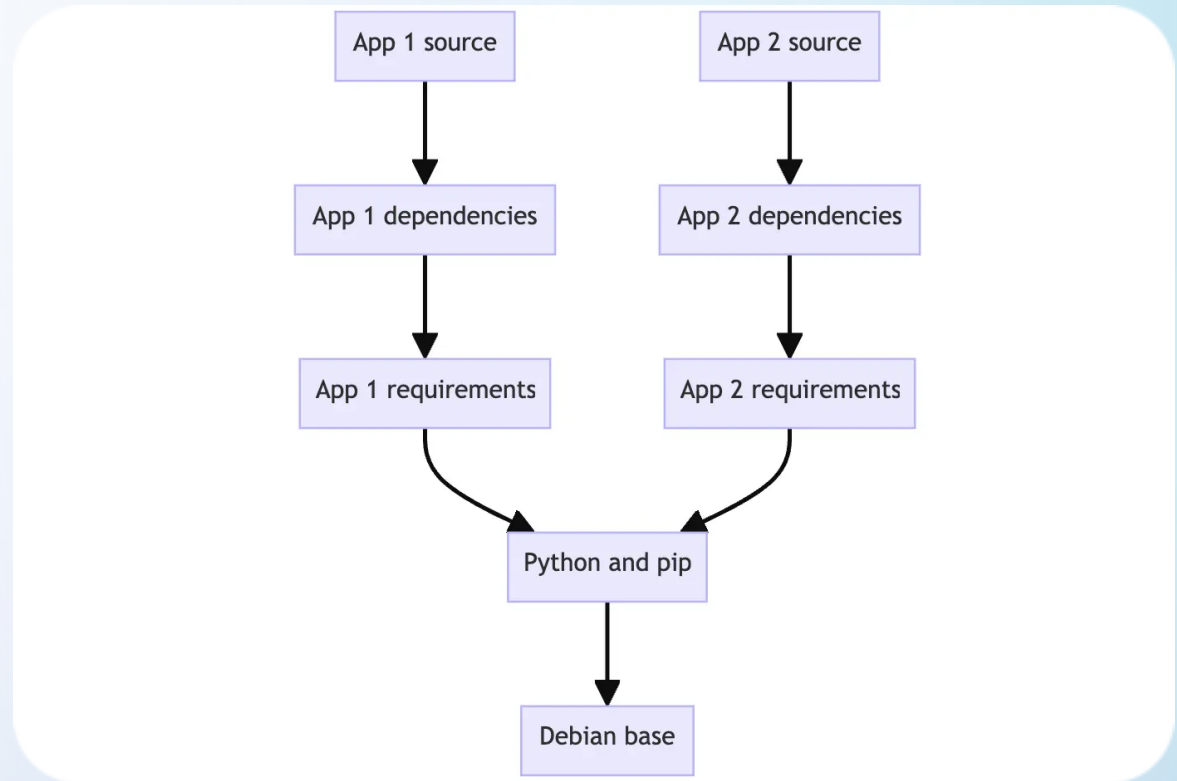 App 1 source
App 2 source
App 1 dependencies
App 2 dependencies
App 1 requirements
App 2 requirements
Python and pip
Debian base